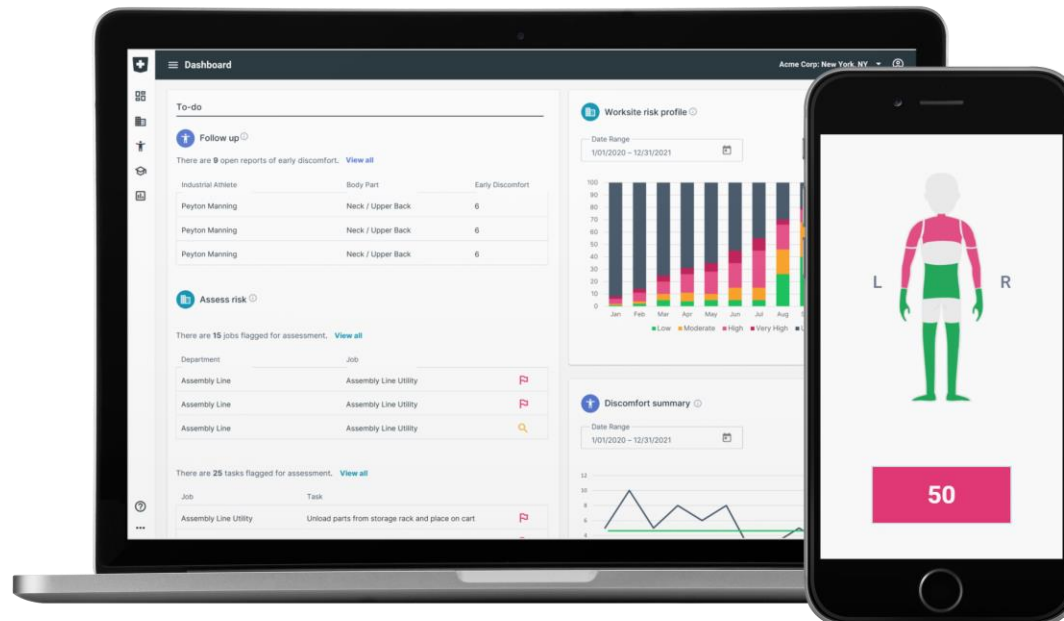 Dashboard
Acme Corp: New York, NY
To-do
Follow up
There are 9 open reports of early discomfort. View all
Industrial Athlete Body Part Early Discomfort
Peyton Manning Neck / Upper Back 6
Peyton Manning Neck / Upper Back 6
Peyton Manning Neck / Upper Back 6
Assess risk
There are 15 jobs flagged for assessment. View all
Department Job
Assembly Line Assembly Line Utility
Assembly Line Assembly Line Utility
Assembly Line Assembly Line Utility
There are 25 tasks flagged for assessment. View all
Job Task
Assembly Line Utility Unload parts from storage rack and place on cart
Worksite risk profile
Date Range
1/01/2020 – 12/31/2021
100
90
80
70
60
50
40
30
20
10
0
Jan Feb Mar Apr May Jun Jul Aug
Low Moderate High Very High
Discomfort summary
Date Range
1/01/2020 – 12/31/2021
12
10
8
6
4
L R
50